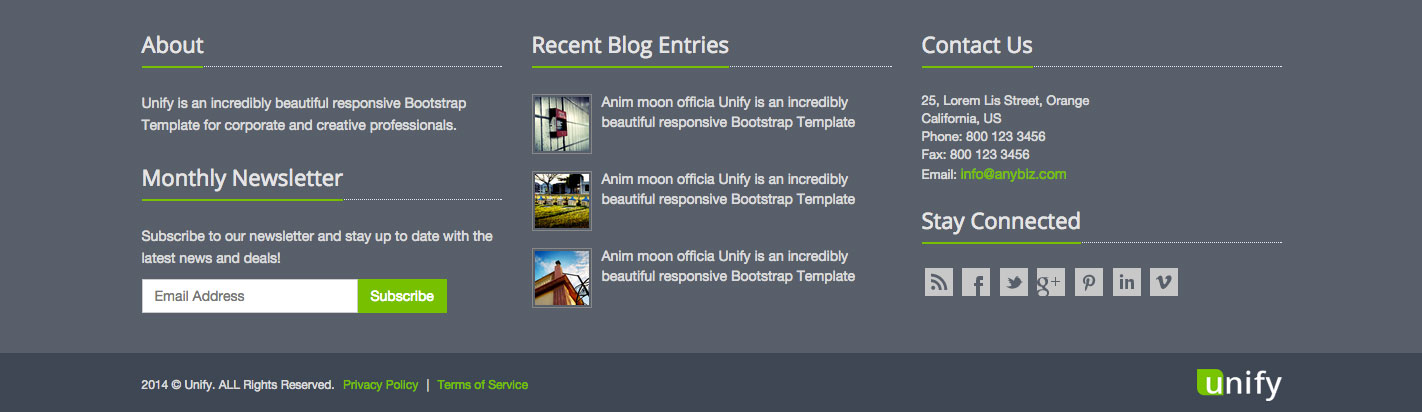 About
Unify is an incredibly beautiful responsive Bootstrap
Template for corporate and creative professionals.
Monthly Newsletter
Subscribe to our newsletter and stay up to date with the
latest news and deals!
Email Address
Subscribe
Recent Blog Entries
Anim moon officia Unify is an incredibly
beautiful responsive Bootstrap Template
Anim moon officia Unify is an incredibly
beautiful responsive Bootstrap Template
Anim moon officia Unify is an incredibly
beautiful responsive Bootstrap Template
Contact Us
25, Lorem Lis Street, Orange
California, US
Phone: 800 123 3456
Fax: 800 123 3456
Email: info@anybiz.com
Stay Connected
2014 © Unify. ALL Rights Reserved. Privacy Policy | Terms of Service
unify